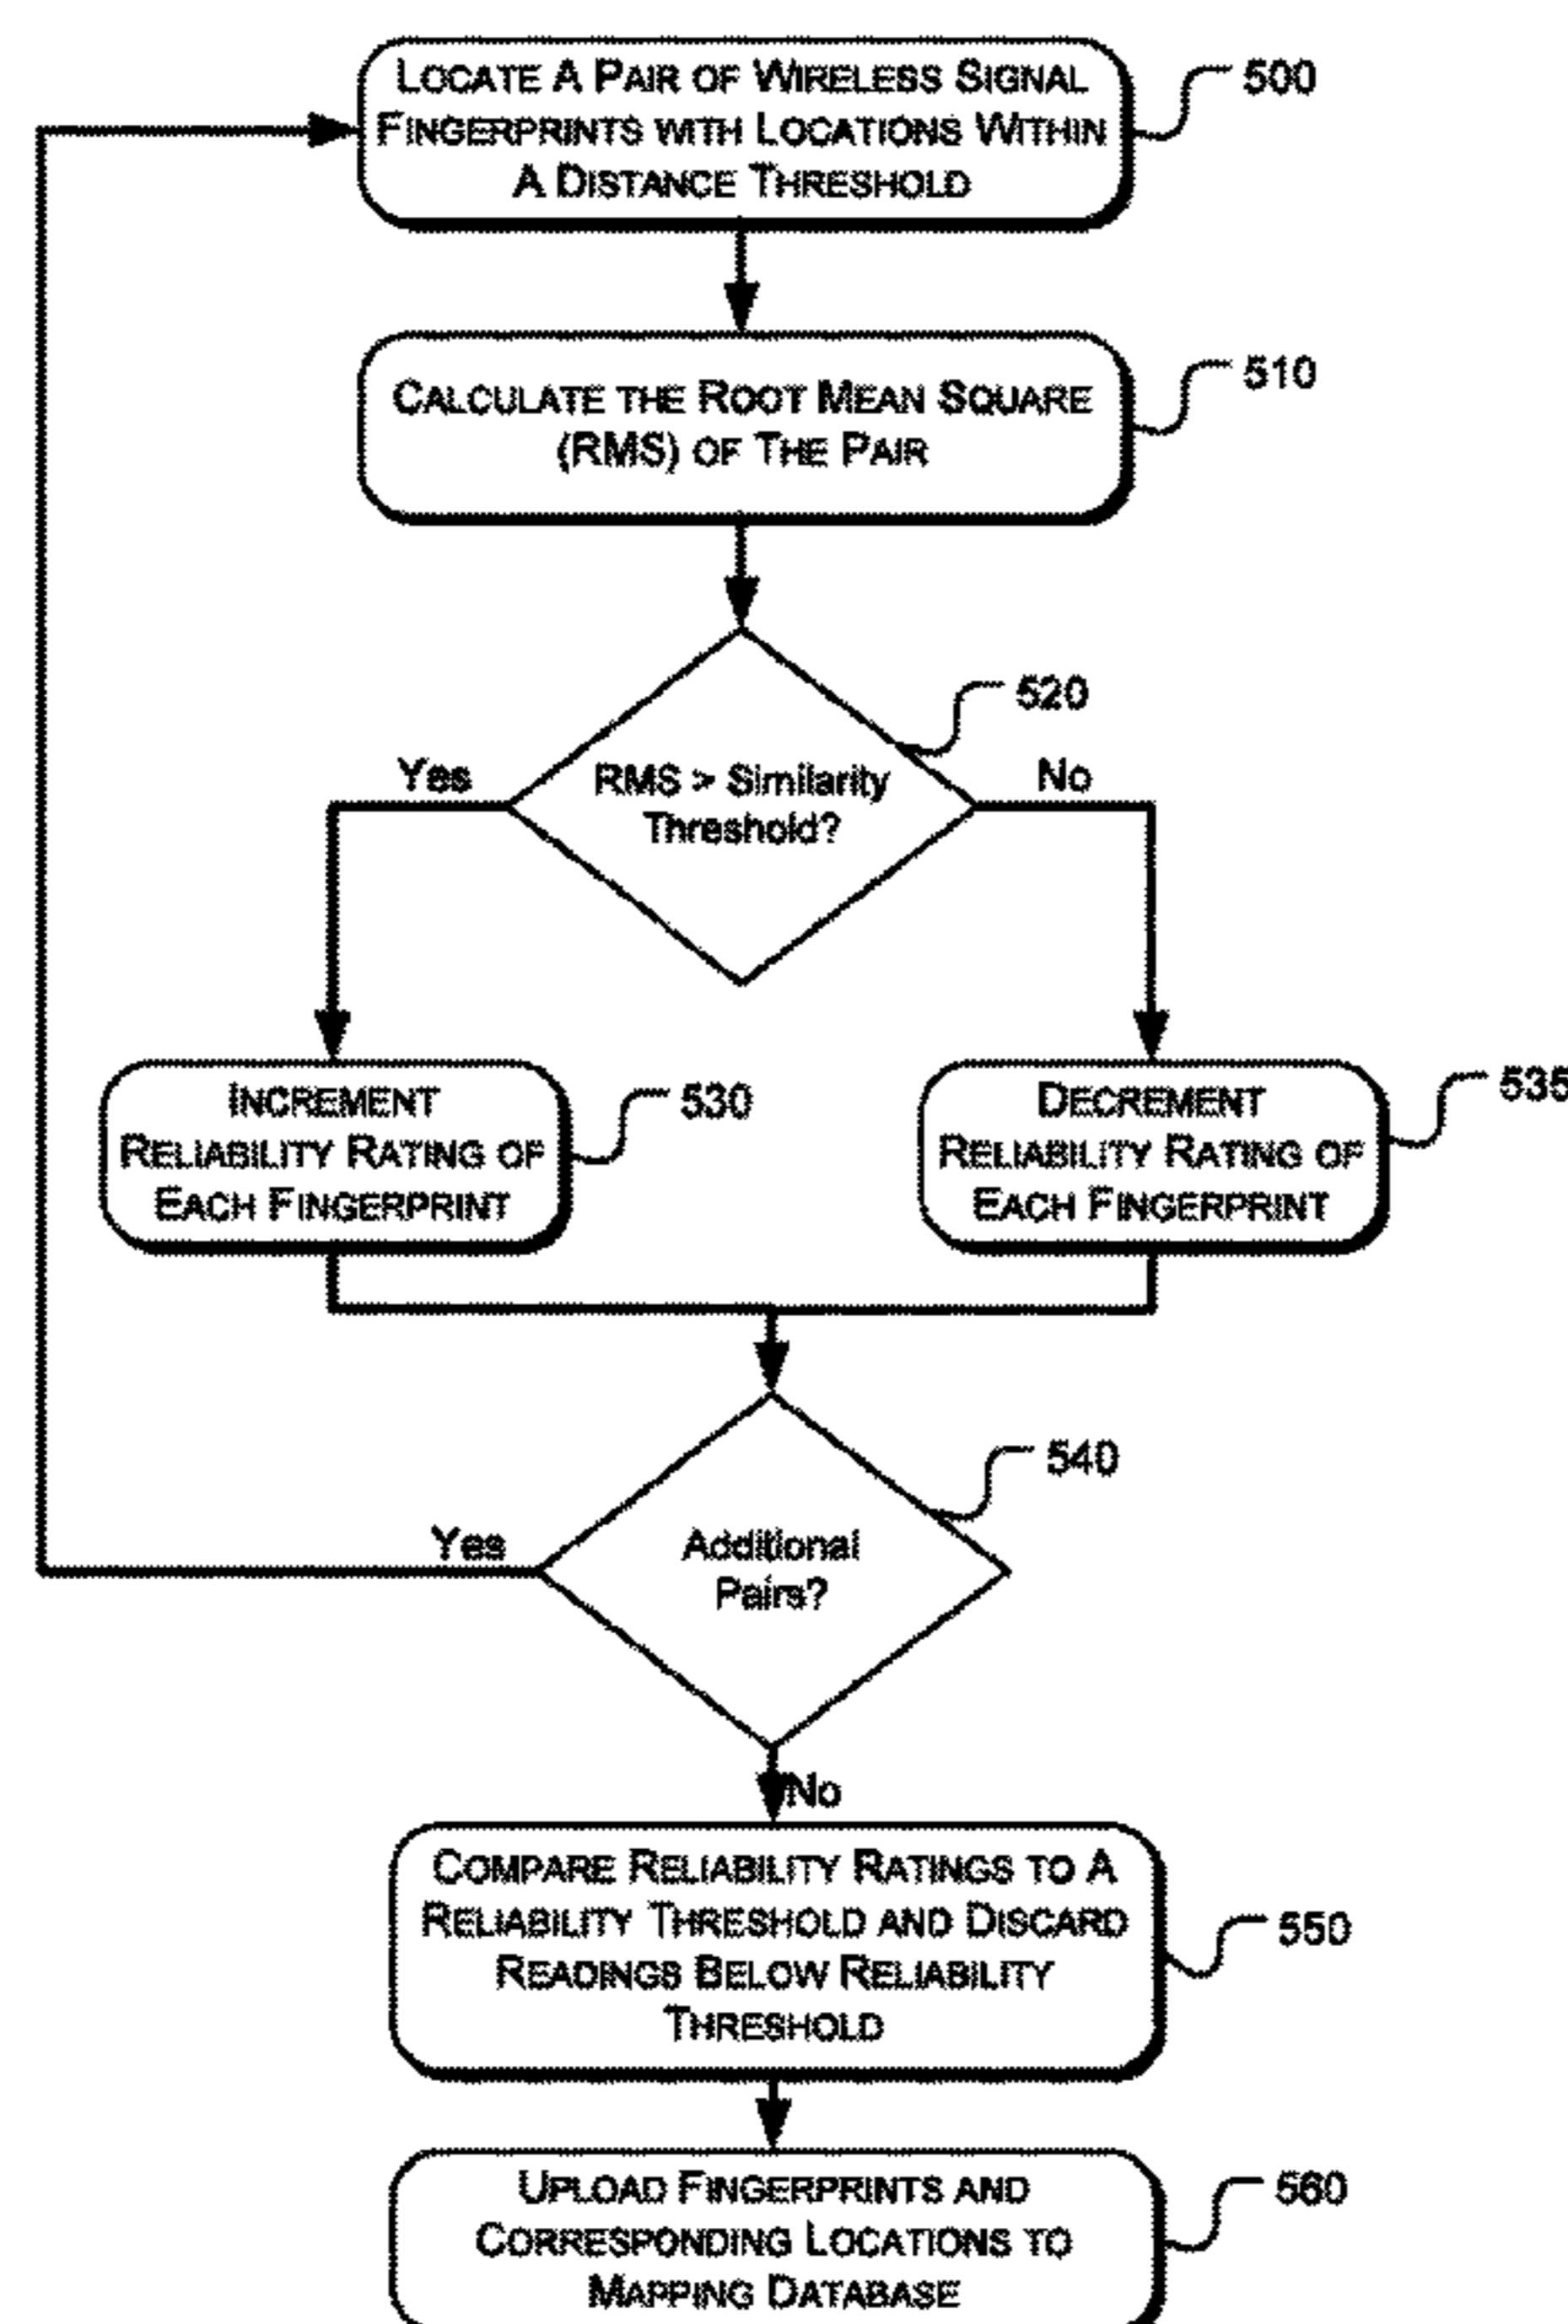 LOCATE A PAIR OF WIRELESS SIGNAL
FINGERPRINTS WITH LOCATIONS WITHIN
A DISTANCE THRESHOLD
500
CALCULATE THE ROOT MEAN SQUARE
(RMS) OF THE PAIR
510
520
Yes
RMS > Similarity
Threshold?
No
INCREMENT
RELIABILITY RATING OF
EACH FINGERPRINT
530
DECREMENT
RELIABILITY RATING OF
EACH FINGERPRINT
535
540
Yes
Additional
Pairs?
No
COMPARE RELIABILITY RATINGS TO A
RELIABILITY THRESHOLD AND DISCARD
READINGS BELOW RELIABILITY
THRESHOLD
550
UPLOAD FINGERPRINTS AND
CORRESPONDING LOCATIONS TO
MAPPING DATABASE
560